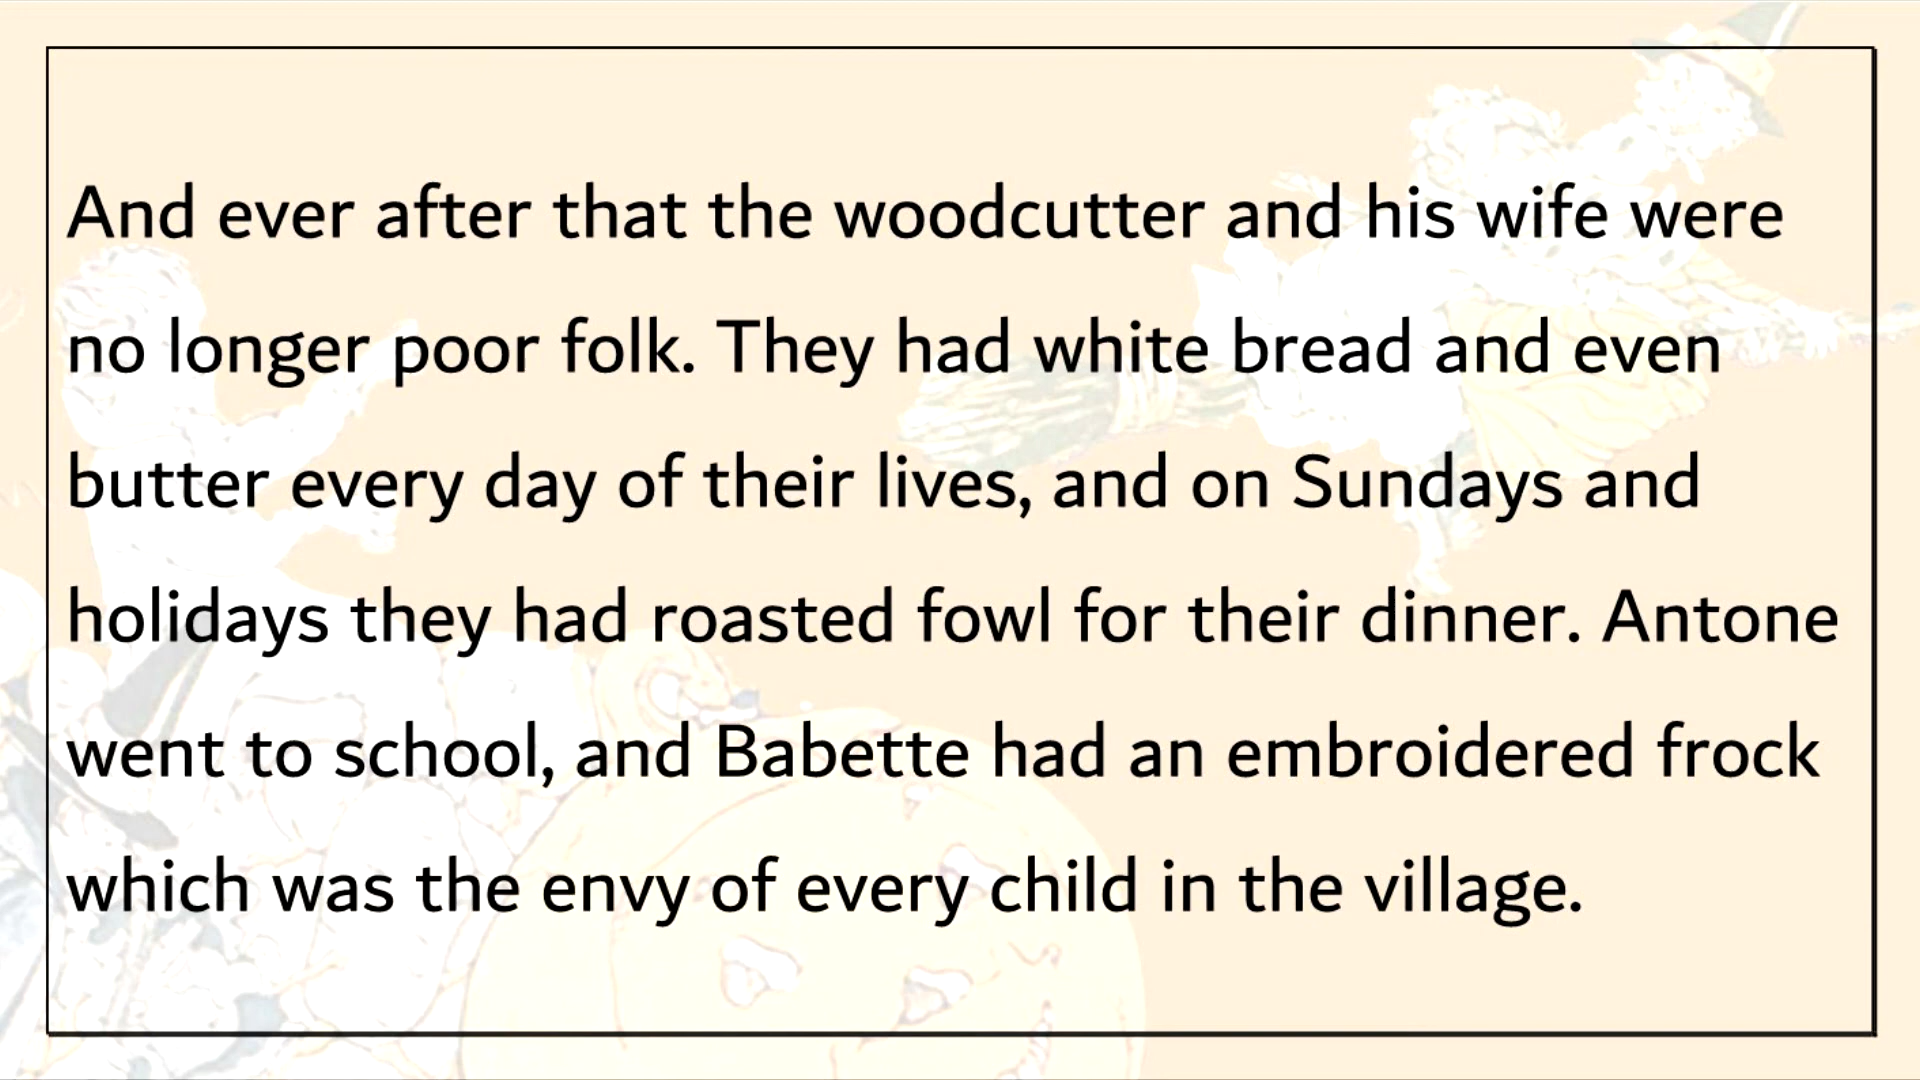 And ever after that the woodcutter and his wife were
no longer poor folk. They had white bread and even
butter every day of their lives, and on Sundays and
holidays they had roasted fowl for their dinner. Antone
went to school, and Babette had an embroidered frock
which was the envy of every child in the village.